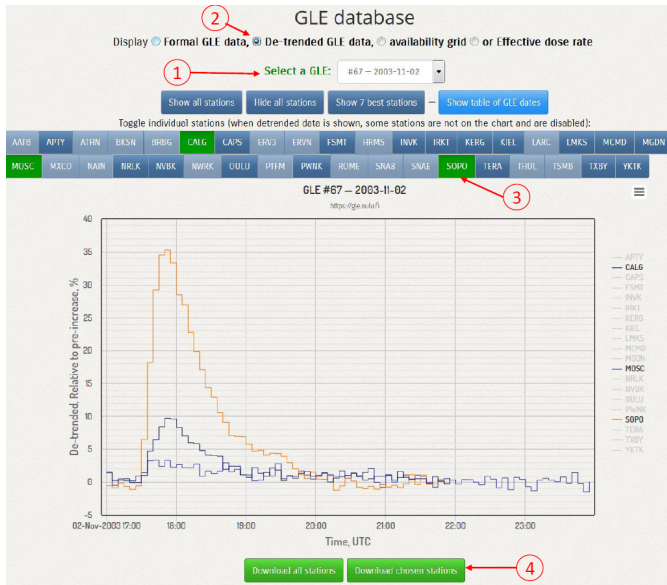 GLE database
2
Display Formal GLE data, De-trended GLE data, availability grid or Effective dose rate
1
Select a GLE: #67 — 2003-11-02
Show all stations Hide all stations Show 7 best stations — Show table of GLE dates
Toggle individual stations (when detrended data is shown, some stations are not on the chart and are disabled):
AATB APTY ATHN BKSN BRBG CALG CAPS ERV3 ERVN FSMT HRMS INVK IRKT KERG KIEL LARC LMKS MCMD MGDN
MOSC MXCO NAIN NRLK NVBK NWRK OULU PTFM PWNK ROME SNA8 SNAE SOPO TERA THUL TSMB TXBY YKTK
3
GLE #67 — 2003-11-02
https://gle.oulu.fi
De-trended, Relative to pre-increase, %
40
35
30
25
20
15
10
5
0
-5
02-Nov-2003 17:00 18:00 19:00 20:00 21:00 22:00 23:00
Time, UTC
APTY
CALG
CAPS
FSMT
INVK
IRKT
KERG
KIEL
LMKS
MCMD
MGDN
MOSC
NRLK
NVBK
OULU
PWNK
SOPO
TERA
TXBY
YKTK
Download all stations Download chosen stations
4